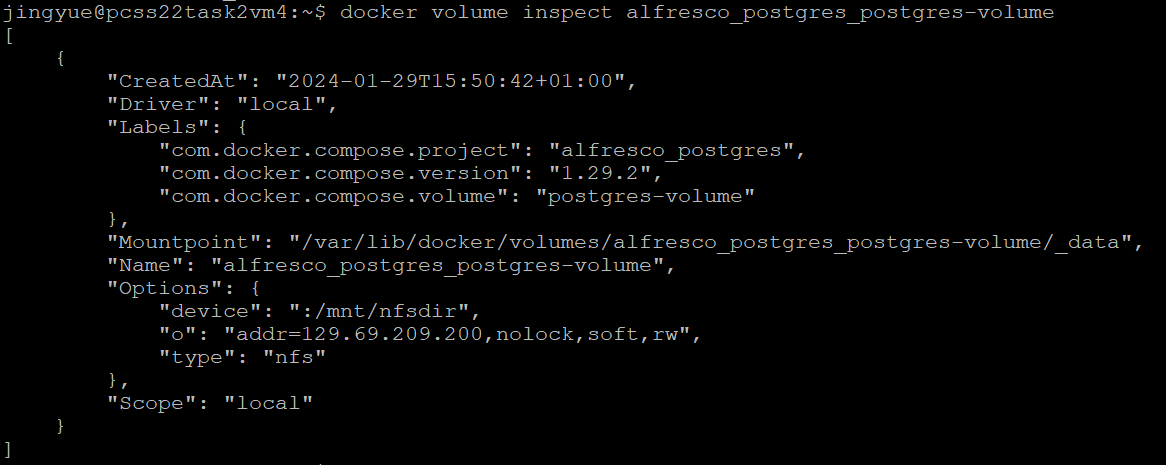 jingyue@pcss22task2vm4:~$ docker volume inspect alfresco_postgres_postgres-volume
[
    {
        "CreatedAt": "2024-01-29T15:50:42+01:00",
        "Driver": "local",
        "Labels": {
            "com.docker.compose.project": "alfresco_postgres",
            "com.docker.compose.version": "1.29.2",
            "com.docker.compose.volume": "postgres-volume"
        },
        "Mountpoint": "/var/lib/docker/volumes/alfresco_postgres_postgres-volume/_data",
        "Name": "alfresco_postgres_postgres-volume",
        "Options": {
            "device": ":/mnt/nfsdir",
            "o": "addr=129.69.209.200,nolock,soft,rw",
            "type": "nfs"
        },
        "Scope": "local"
    }
]